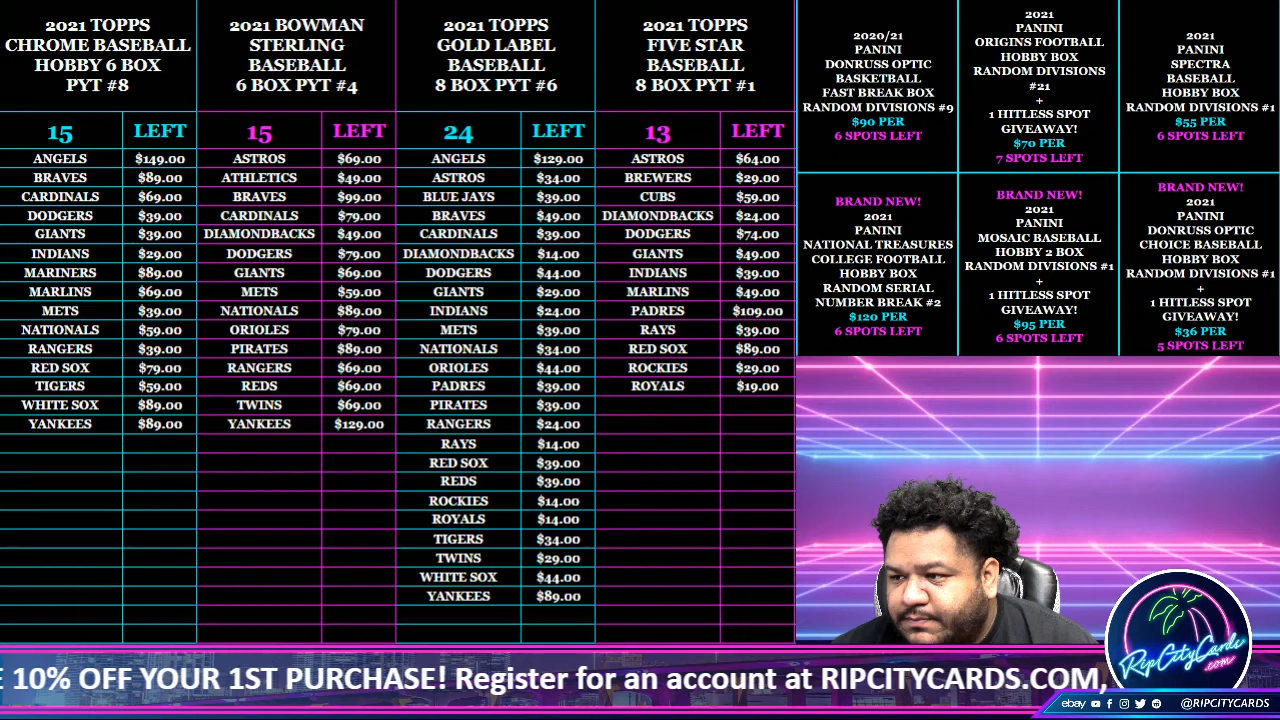 2021 TOPPS
CHROME BASEBALL
HOBBY 6 BOX
PYT #8
15 LEFT
ANGELS $149.00
BRAVES $89.00
CARDINALS $69.00
DODGERS $39.00
GIANTS $39.00
INDIANS $29.00
MARINERS $89.00
MARLINS $69.00
METS $39.00
NATIONALS $59.00
RANGERS $39.00
RED SOX $79.00
TIGERS $59.00
WHITE SOX $89.00
YANKEES $89.00
2021 BOWMAN
STERLING
BASEBALL
6 BOX PYT #4
15 LEFT
ASTROS $69.00
ATHLETICS $49.00
BRAVES $99.00
CARDINALS $79.00
DIAMONDBACKS $49.00
DODGERS $79.00
GIANTS $69.00
METS $59.00
NATIONALS $89.00
ORIOLES $79.00
PIRATES $89.00
RANGERS $69.00
REDS $69.00
TWINS $69.00
YANKEES $129.00
2021 TOPPS
GOLD LABEL
BASEBALL
8 BOX PYT #6
24 LEFT
ANGELS $129.00
ASTROS $34.00
BLUE JAYS $39.00
BRAVES $49.00
CARDINALS $39.00
DIAMONDBACKS $14.00
DODGERS $44.00
GIANTS $29.00
INDIANS $24.00
METS $39.00
NATIONALS $34.00
ORIOLES $44.00
PADRES $39.00
PIRATES $39.00
RANGERS $24.00
RAYS $14.00
RED SOX $39.00
REDS $39.00
ROCKIES $14.00
ROYALS $14.00
TIGERS $34.00
TWINS $29.00
WHITE SOX $44.00
YANKEES $89.00
2021 TOPPS
FIVE STAR
BASEBALL
8 BOX PYT #1
13 LEFT
ASTROS $64.00
BREWERS $29.00
CUBS $59.00
DIAMONDBACKS $24.00
DODGERS $74.00
GIANTS $49.00
INDIANS $39.00
MARLINS $49.00
PADRES $109.00
RAYS $39.00
RED SOX $89.00
ROCKIES $29.00
ROYALS $19.00
2020/21
PANINI
DONRUSS OPTIC
BASKETBALL
FAST BREAK BOX
RANDOM DIVISIONS #9
$90 PER
6 SPOTS LEFT
2021
PANINI
ORIGINS FOOTBALL
HOBBY BOX
RANDOM DIVISIONS
#21
+
1 HITLESS SPOT
GIVEAWAY!
$70 PER
7 SPOTS LEFT
2021
PANINI
SPECTRA
BASEBALL
HOBBY BOX
RANDOM DIVISIONS #1
$55 PER
6 SPOTS LEFT
BRAND NEW!
2021
PANINI
NATIONAL TREASURES
COLLEGE FOOTBALL
HOBBY BOX
RANDOM SERIAL
NUMBER BREAK #2
$120 PER
6 SPOTS LEFT
BRAND NEW!
2021
PANINI
MOSAIC BASEBALL
HOBBY 2 BOX
RANDOM DIVISIONS #1
+
1 HITLESS SPOT
GIVEAWAY!
$95 PER
6 SPOTS LEFT
BRAND NEW!
2021
PANINI
DONRUSS OPTIC
CHOICE BASEBALL
HOBBY BOX
RANDOM DIVISIONS #1
+
1 HITLESS SPOT
GIVEAWAY!
$36 PER
5 SPOTS LEFT
E 10% OFF YOUR 1ST PURCHASE! Register for an account at RIPCITYCARDS.COM,
RipCityCards
.com
ebay @RIPCITYCARDS